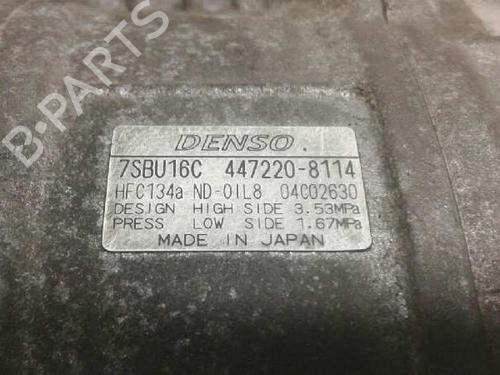 DENSO
7SBU16C 447220-8114
HFC134a ND-OIL8 04C02630
DESIGN HIGH SIDE 3.53MPa
PRESS LOW SIDE 1.67MPa
MADE IN JAPAN
B-PARTS